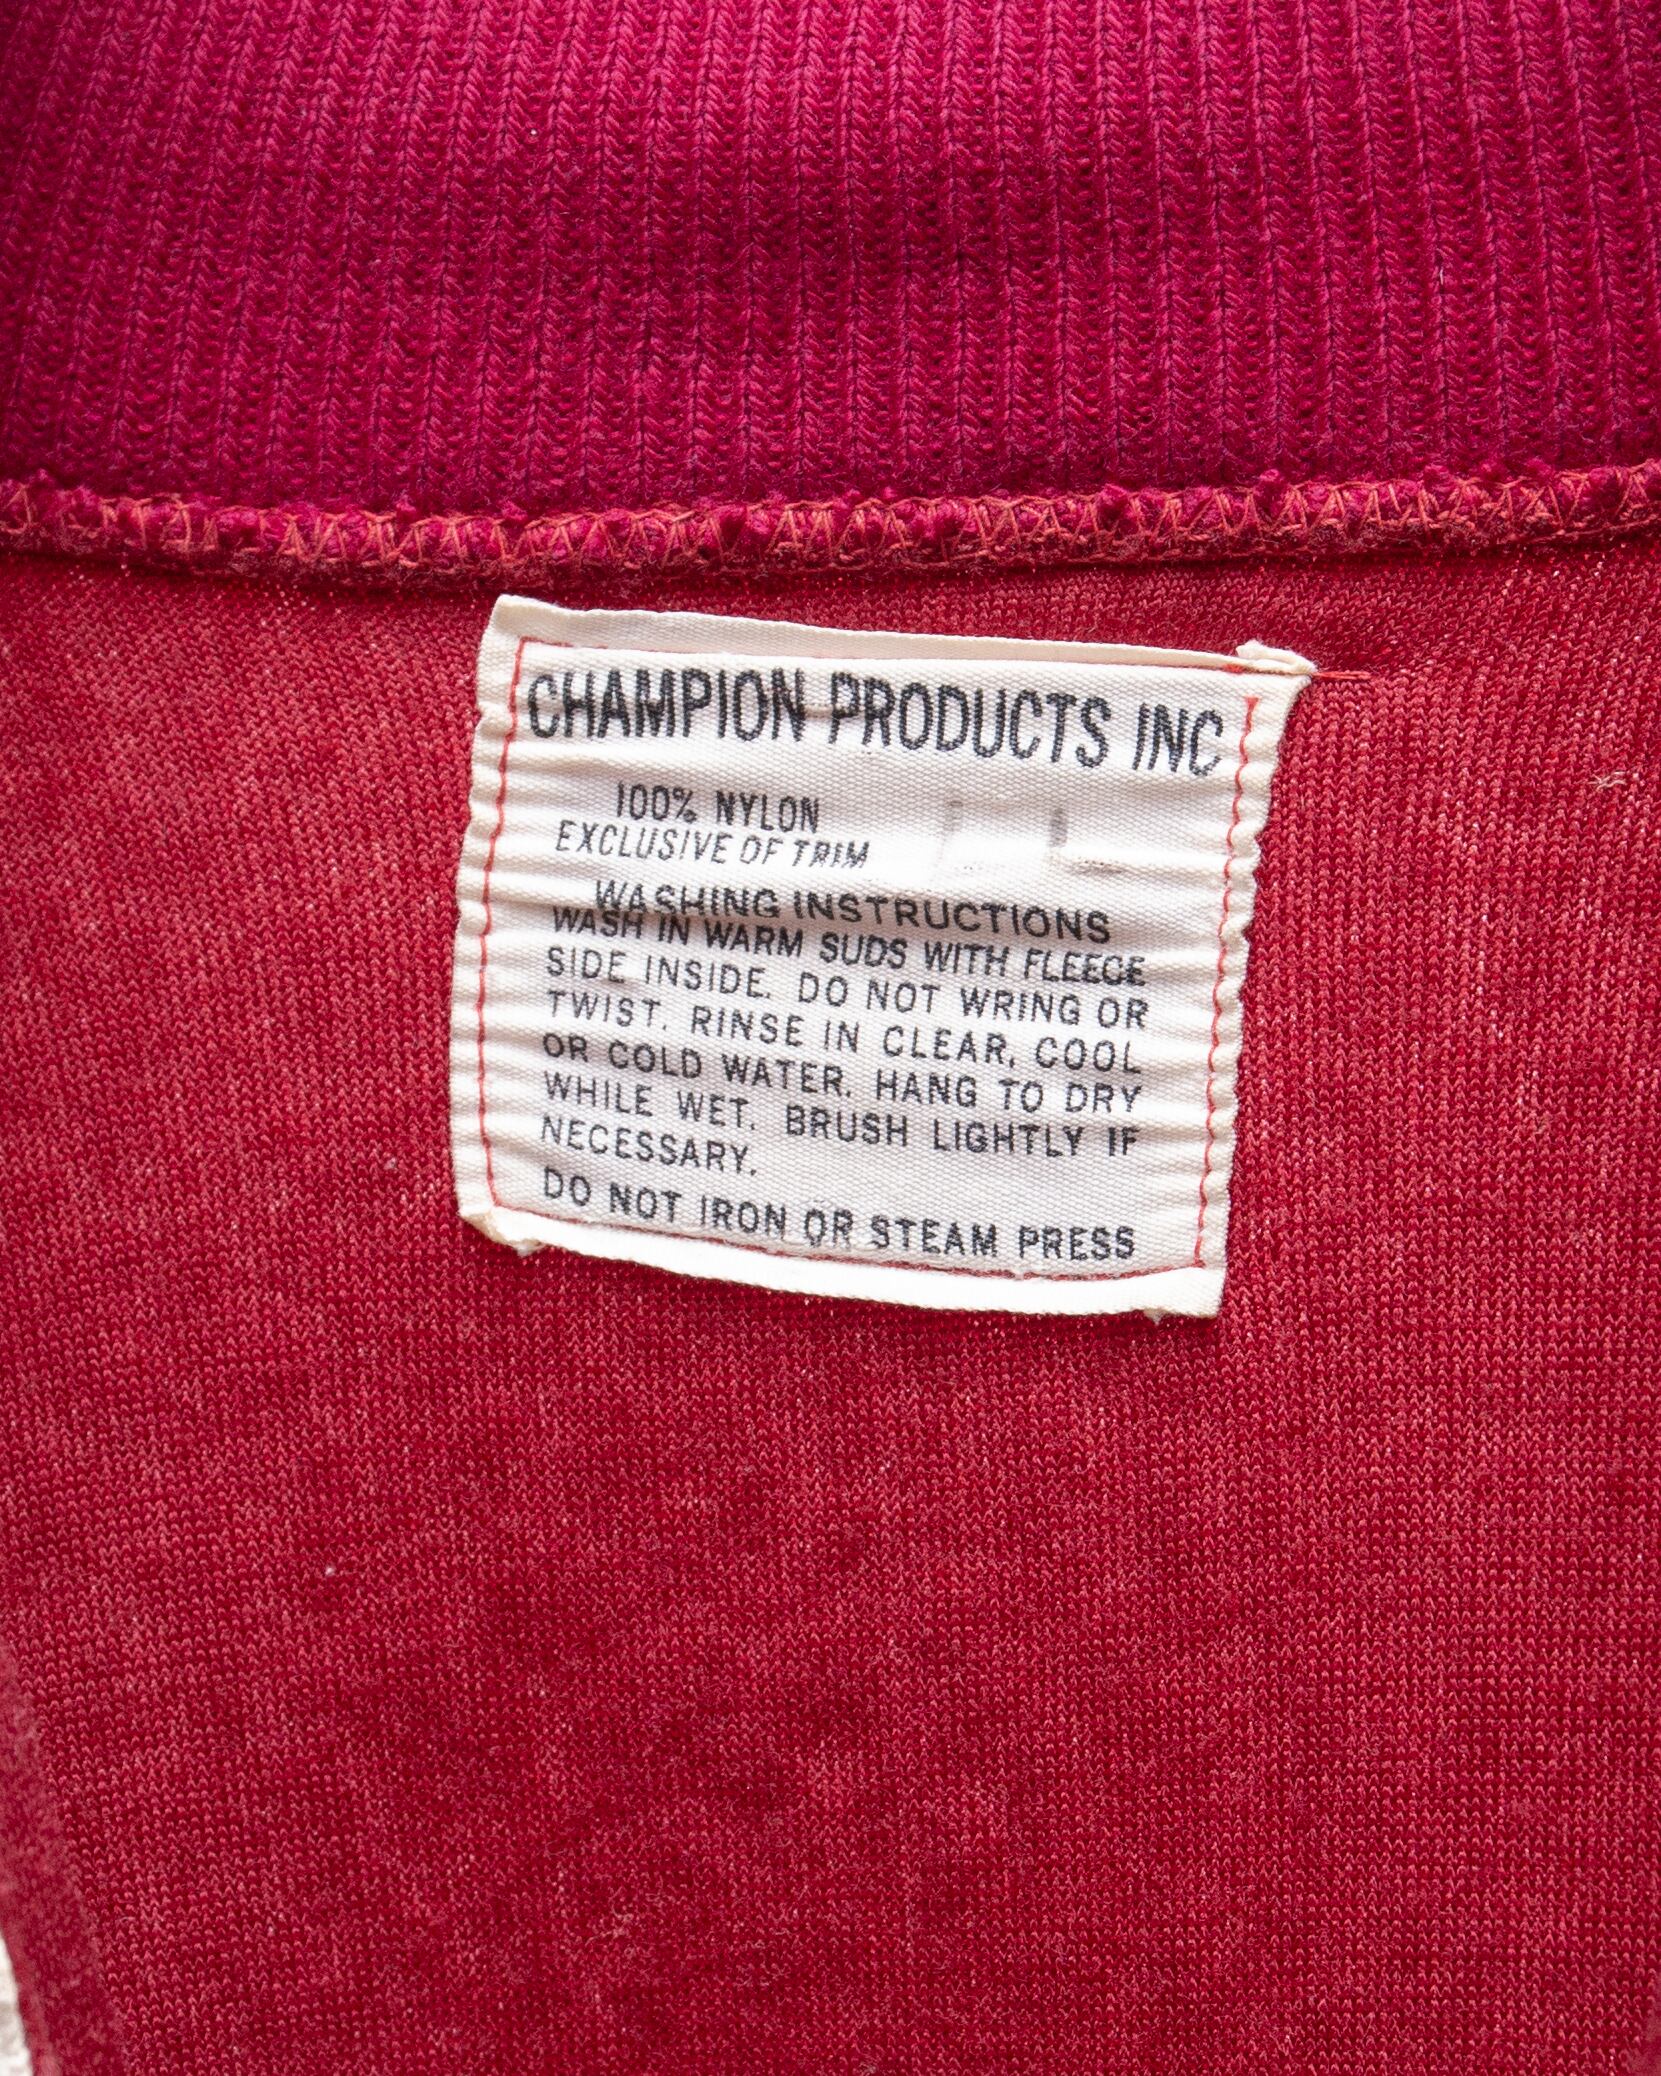 CHAMPION PRODUCTS INC
100% NYLON
EXCLUSIVE OF TRIM
WASHING INSTRUCTIONS
WASH IN WARM SUDS WITH FLEECE
SIDE INSIDE. DO NOT WRING OR
TWIST. RINSE IN CLEAR, COOL
OR COLD WATER. HANG TO DRY
WHILE WET. BRUSH LIGHTLY IF
NECESSARY.
DO NOT IRON OR STEAM PRESS